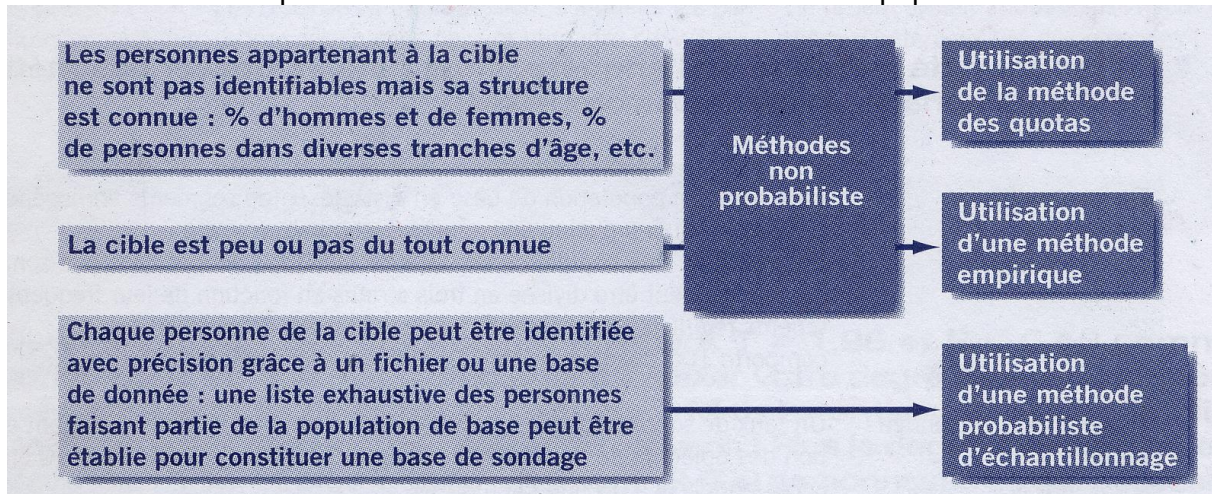 Les personnes appartenant à la cible
ne sont pas identifiables mais sa structure
est connue : % d'hommes et de femmes, %
de personnes dans diverses tranches d'âge, etc.
Méthodes
non
probabiliste
Utilisation
de la méthode
des quotas
La cible est peu ou pas du tout connue
Utilisation
d'une méthode
empirique
Chaque personne de la cible peut être identifiée
avec précision grâce à un fichier ou une base
de donnée : une liste exhaustive des personnes
faisant partie de la population de base peut être
établie pour constituer une base de sondage
Utilisation
d'une méthode
probabiliste
d'échantillonnage